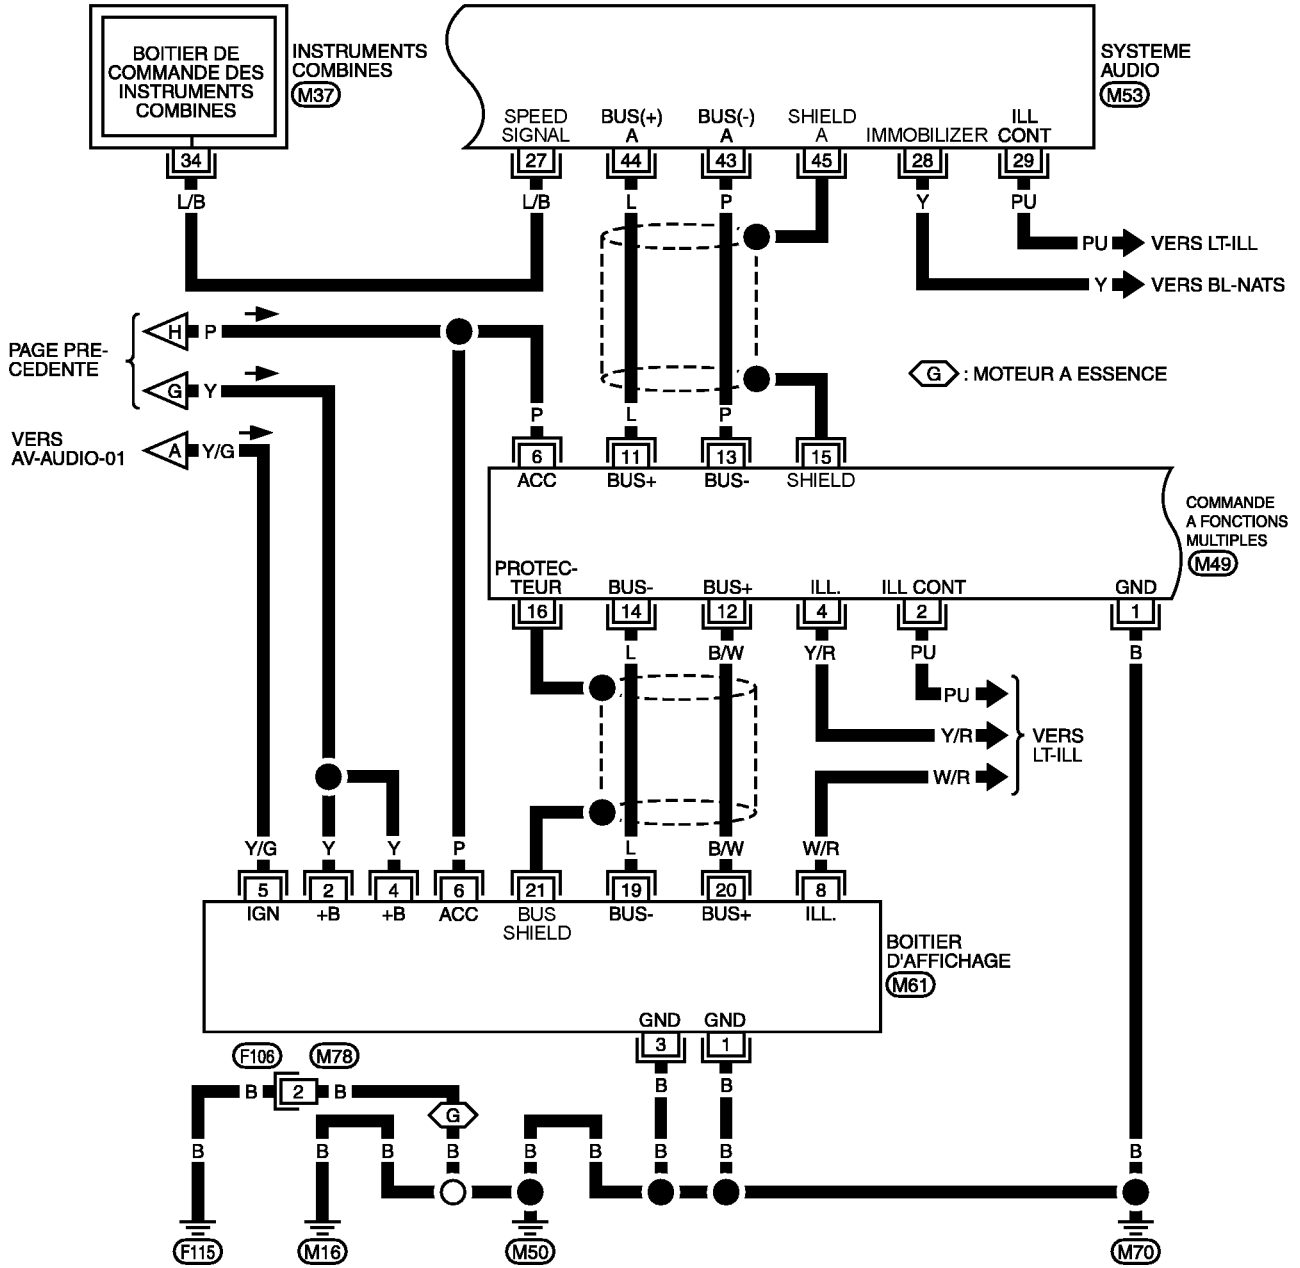 BOITIER DE
COMMANDE DES
INSTRUMENTS
COMBINES
INSTRUMENTS
COMBINES
M37
SYSTEME
AUDIO
M53
SPEED
SIGNAL
BUS(+)
A
BUS(-)
A
SHIELD
A
IMMOBILIZER
ILL
CONT
34
27
44
43
45
28
29
L/B
L/B
L
P
Y
PU
PU
VERS LT-ILL
Y
VERS BL-NATS
PAGE PRE-
CEDENTE
H
P
G
Y
VERS
AV-AUDIO-01
A
Y/G
G
: MOTEUR A ESSENCE
P
L
P
6
11
13
15
ACC
BUS+
BUS-
SHIELD
COMMANDE
A FONCTIONS
MULTIPLES
M49
PROTEC-
TEUR
BUS-
BUS+
ILL.
ILL CONT
GND
16
14
12
4
2
1
L
B/W
Y/R
PU
B
PU
Y/R
W/R
VERS
LT-ILL
Y/G
Y
Y
P
L
B/W
W/R
5
2
4
6
21
19
20
8
IGN
+B
+B
ACC
BUS
SHIELD
BUS-
BUS+
ILL.
BOITIER
D'AFFICHAGE
M61
GND
GND
3
1
F106
M78
B
2
B
B
B
G
B
B
B
B
B
B
B
B
F115
M16
M50
M70